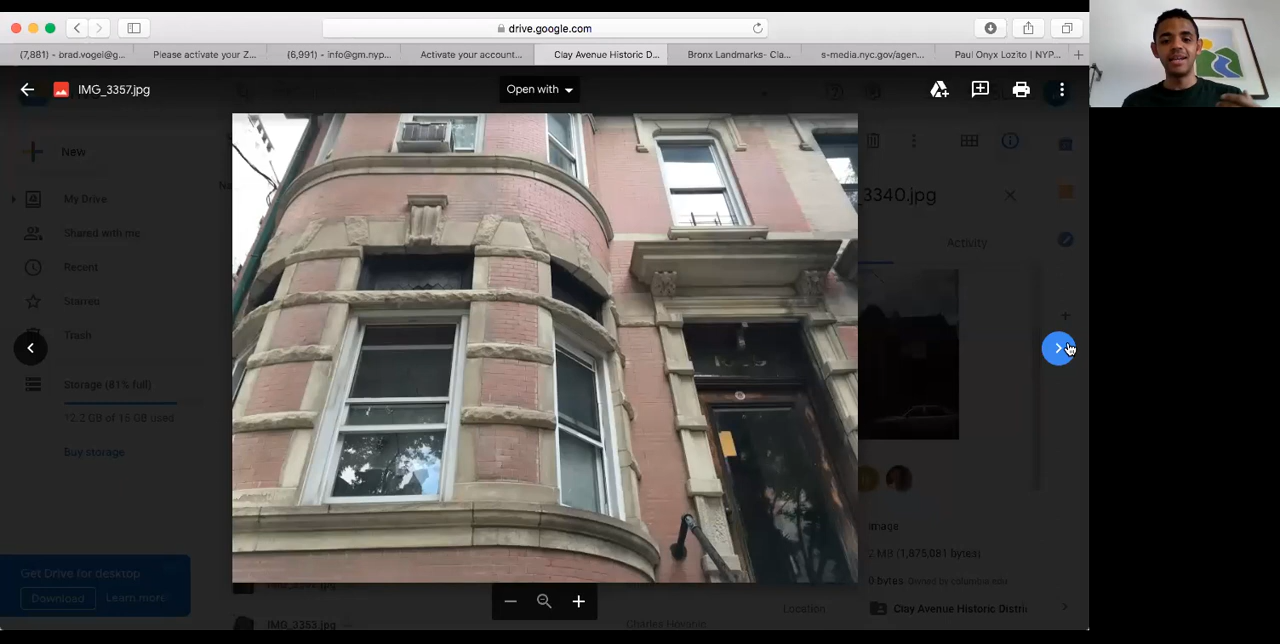 drive.google.com
(7,881) - brad.vogel@g...
Please activate your Z...
(6,991) - info@gm.nyp...
Activate your account...
Clay Avenue Historic D...
Bronx Landmarks- Cla...
s-media.nyc.gov/agen...
Paul Onyx Lozito | NYP...
IMG_3357.jpg
Open with
New
My Drive
Shared with me
Recent
Starred
Trash
Storage (81% full)
12.2 GB of 15 GB used
Buy storage
_3340.jpg
Activity
Image
2 MB (1,875,081 bytes)
0 bytes
Clay Avenue Historic Distri
Location
Get Drive for desktop
Download
Learn more
IMG_3353.jpg